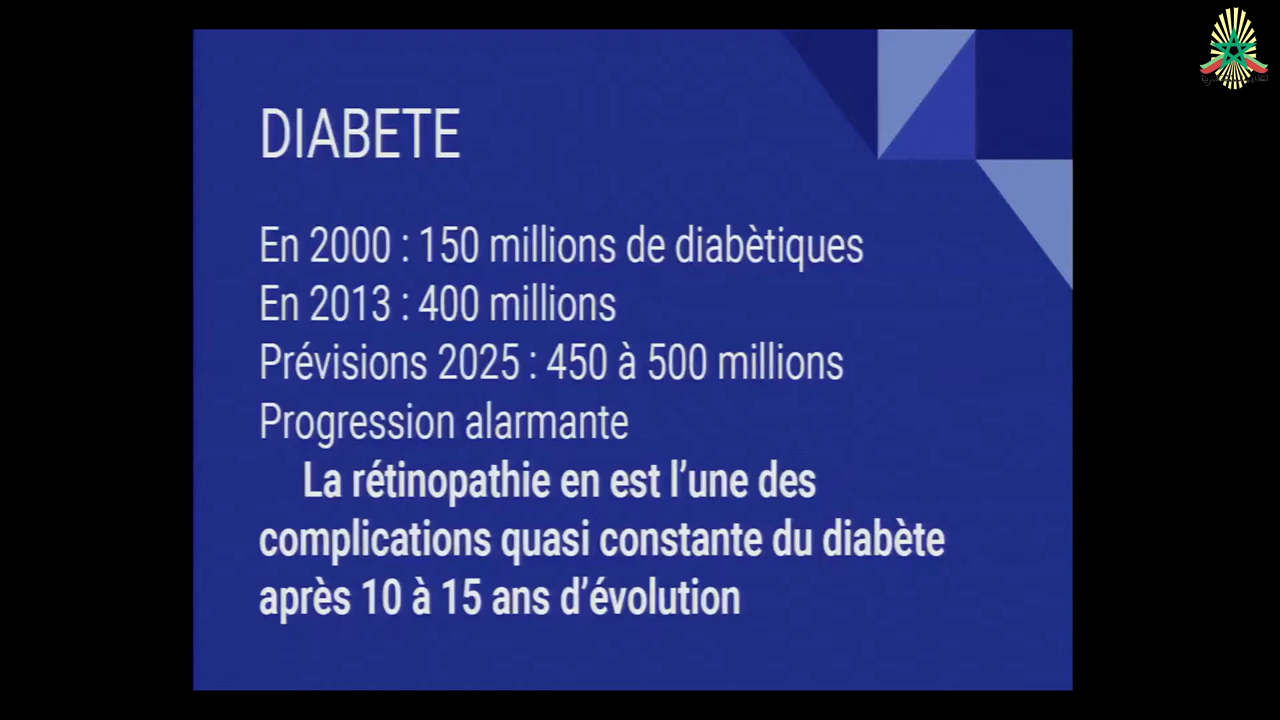 DIABETE
En 2000 : 150 millions de diabètiques
En 2013 : 400 millions
Prévisions 2025 : 450 à 500 millions
Progression alarmante
La rétinopathie en est l’une des
complications quasi constante du diabète
après 10 à 15 ans d’évolution